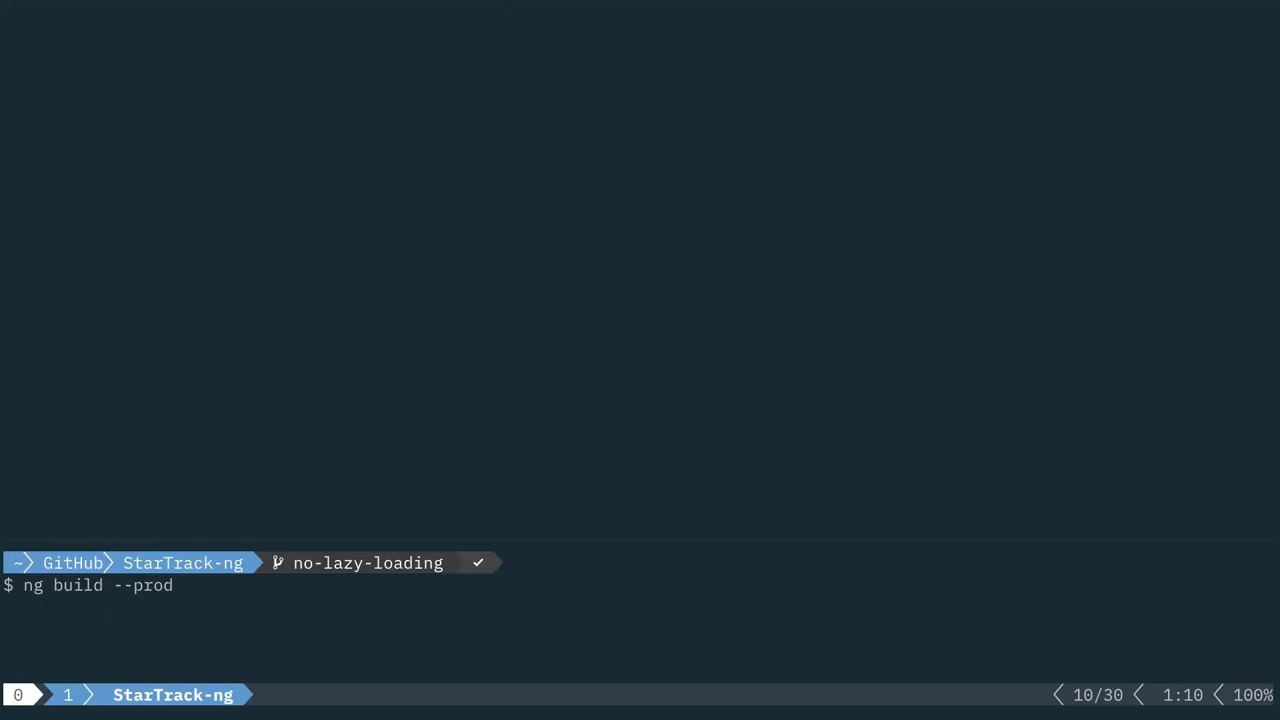 ~ GitHub StarTrack-ng no-lazy-loading ✓
$ ng build --prod
0 1 StarTrack-ng 10/30 1:10 100%